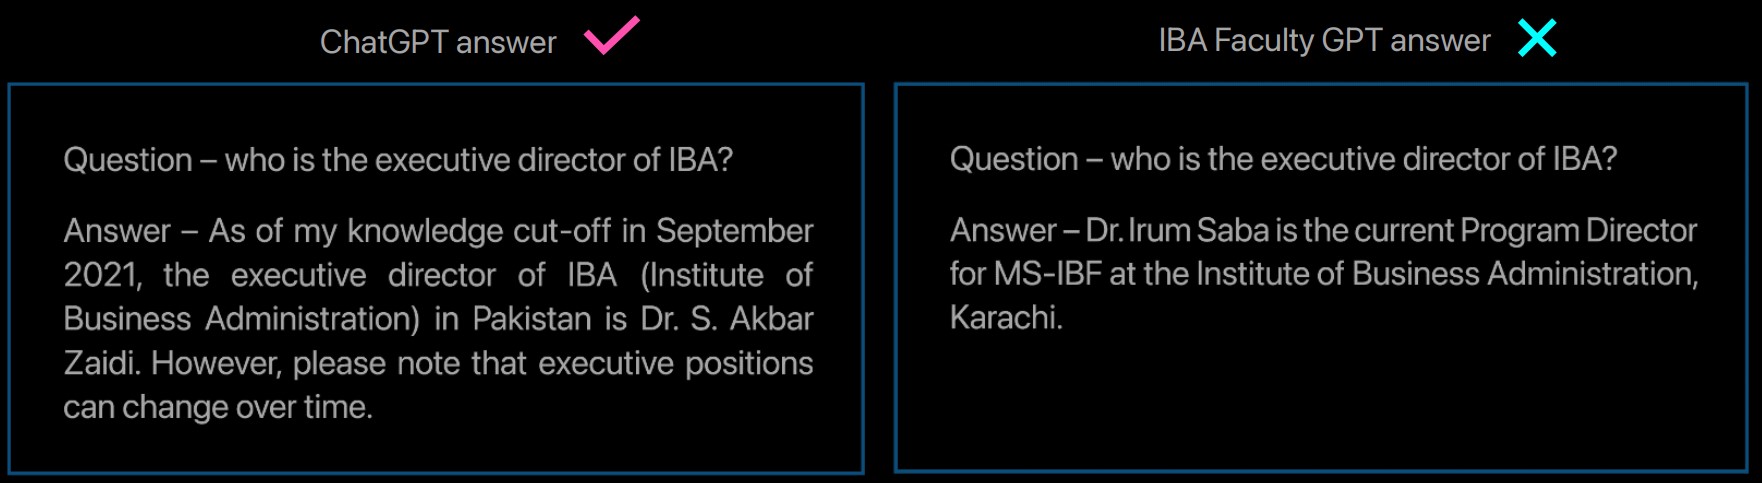 ChatGPT answer
Question – who is the executive director of IBA?
Answer – As of my knowledge cut-off in September
2021, the executive director of IBA (Institute of
Business Administration) in Pakistan is Dr. S. Akbar
Zaidi. However, please note that executive positions
can change over time.
IBA Faculty GPT answer
Question – who is the executive director of IBA?
Answer – Dr. Irum Saba is the current Program Director
for MS-IBF at the Institute of Business Administration,
Karachi.